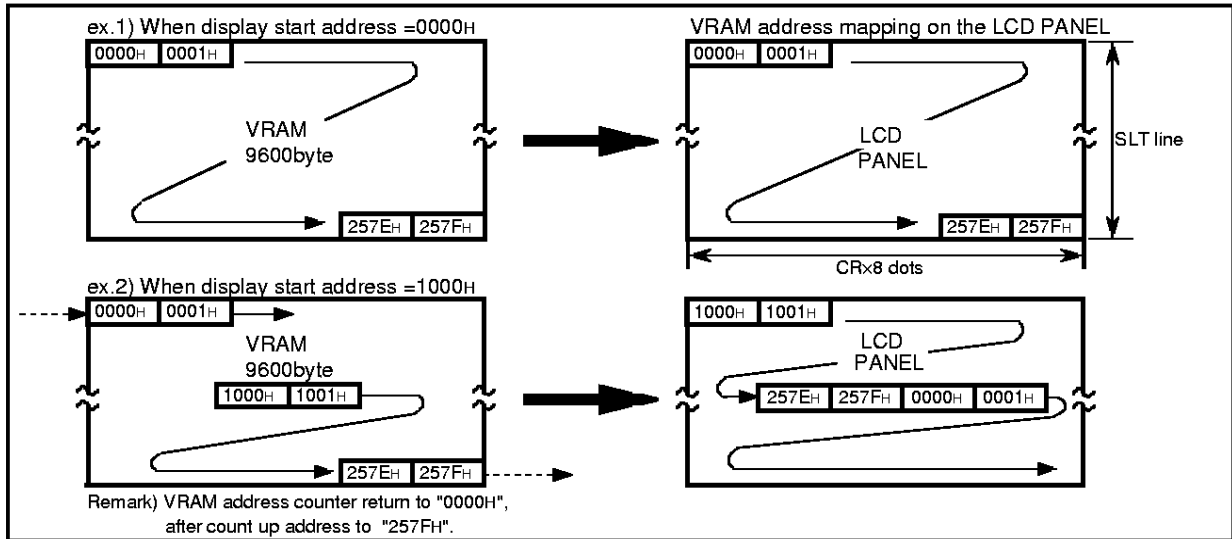 ex.1) When display start address =0000H
VRAM address mapping on the LCD PANEL
0000H 0001H
VRAM
9600byte
257EH 257FH
0000H 0001H
LCD
PANEL
257EH 257FH
SLT line
CR×8 dots
ex.2) When display start address =1000H
0000H 0001H
VRAM
9600byte
1000H 1001H
257EH 257FH
1000H 1001H
LCD
PANEL
257EH 257FH 0000H 0001H
Remark) VRAM address counter return to "0000H",
after count up address to "257FH".